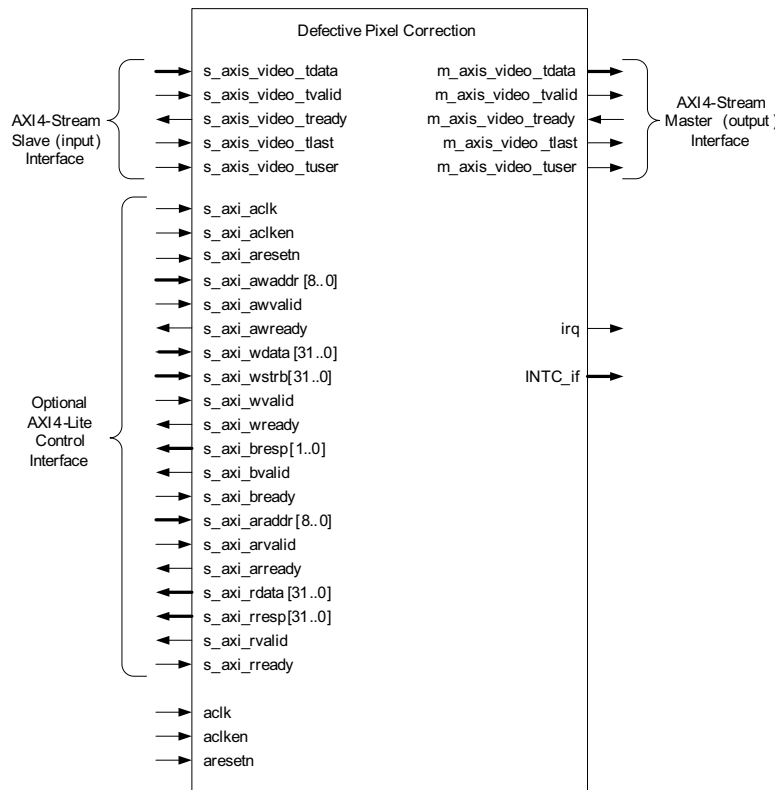 Defective Pixel Correction
AXI4-Stream
Slave (input)
Interface
s_axis_video_tdata
s_axis_video_tvalid
s_axis_video_tready
s_axis_video_tlast
s_axis_video_tuser
m_axis_video_tdata
m_axis_video_tvalid
m_axis_video_tready
m_axis_video_tlast
m_axis_video_tuser
AXI4-Stream
Master (output)
Interface
Optional
AXI4-Lite
Control
Interface
s_axi_aclk
s_axi_aclken
s_axi_aresetn
s_axi_awaddr [8..0]
s_axi_awvalid
s_axi_awready
s_axi_wdata [31..0]
s_axi_wstrb[31..0]
s_axi_wvalid
s_axi_wready
s_axi_bresp[1..0]
s_axi_bvalid
s_axi_bready
s_axi_araddr[8..0]
s_axi_arvalid
s_axi_arready
s_axi_rdata [31..0]
s_axi_rresp[31..0]
s_axi_rvalid
s_axi_rready
irq
INTC_if
aclk
aclken
aresetn